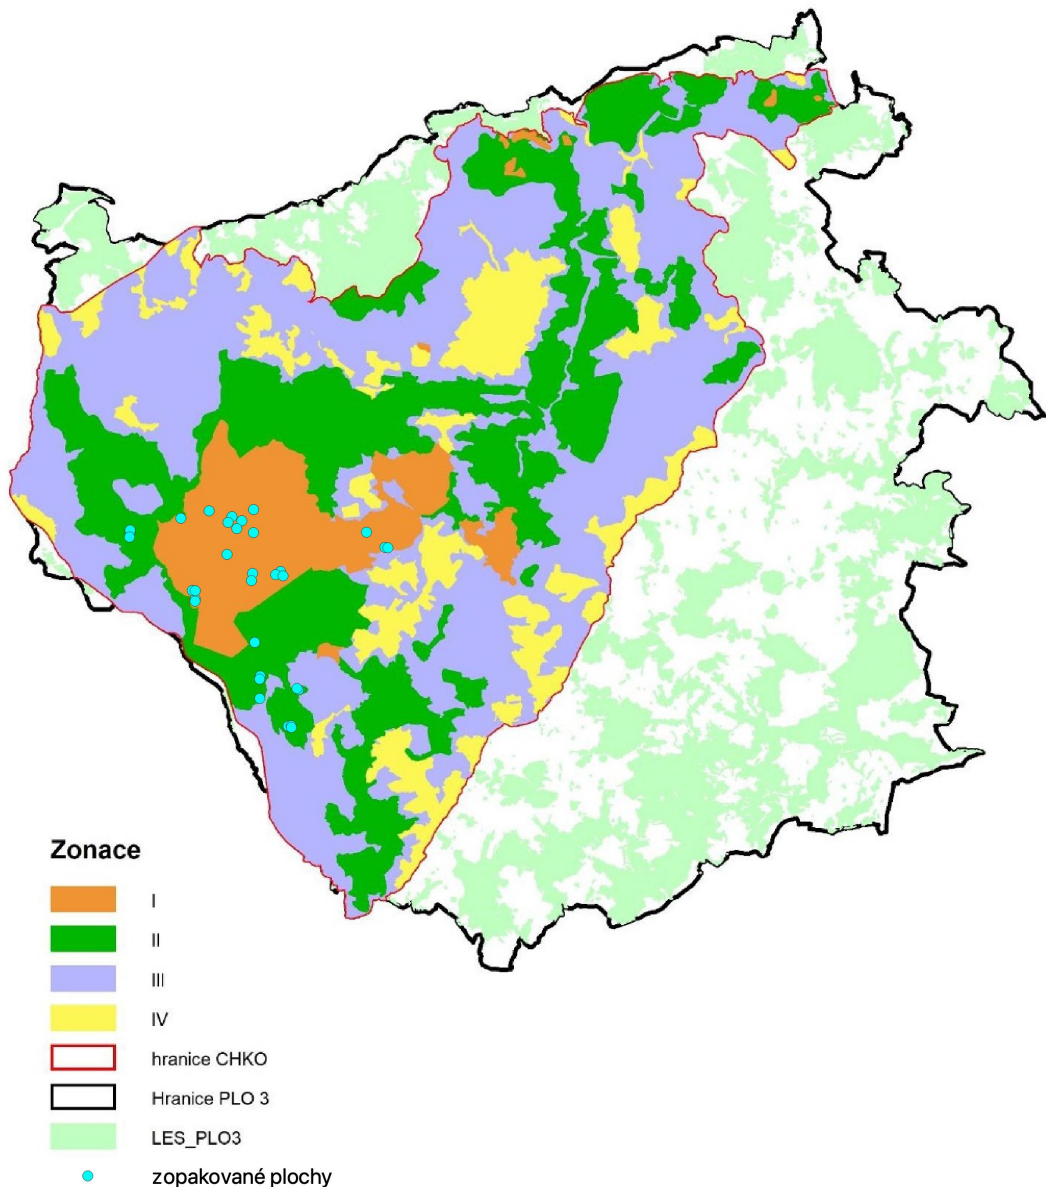 Zonace
I
II
III
IV
hranice CHKO
Hranice PLO 3
LES_PLO3
zopakované plochy